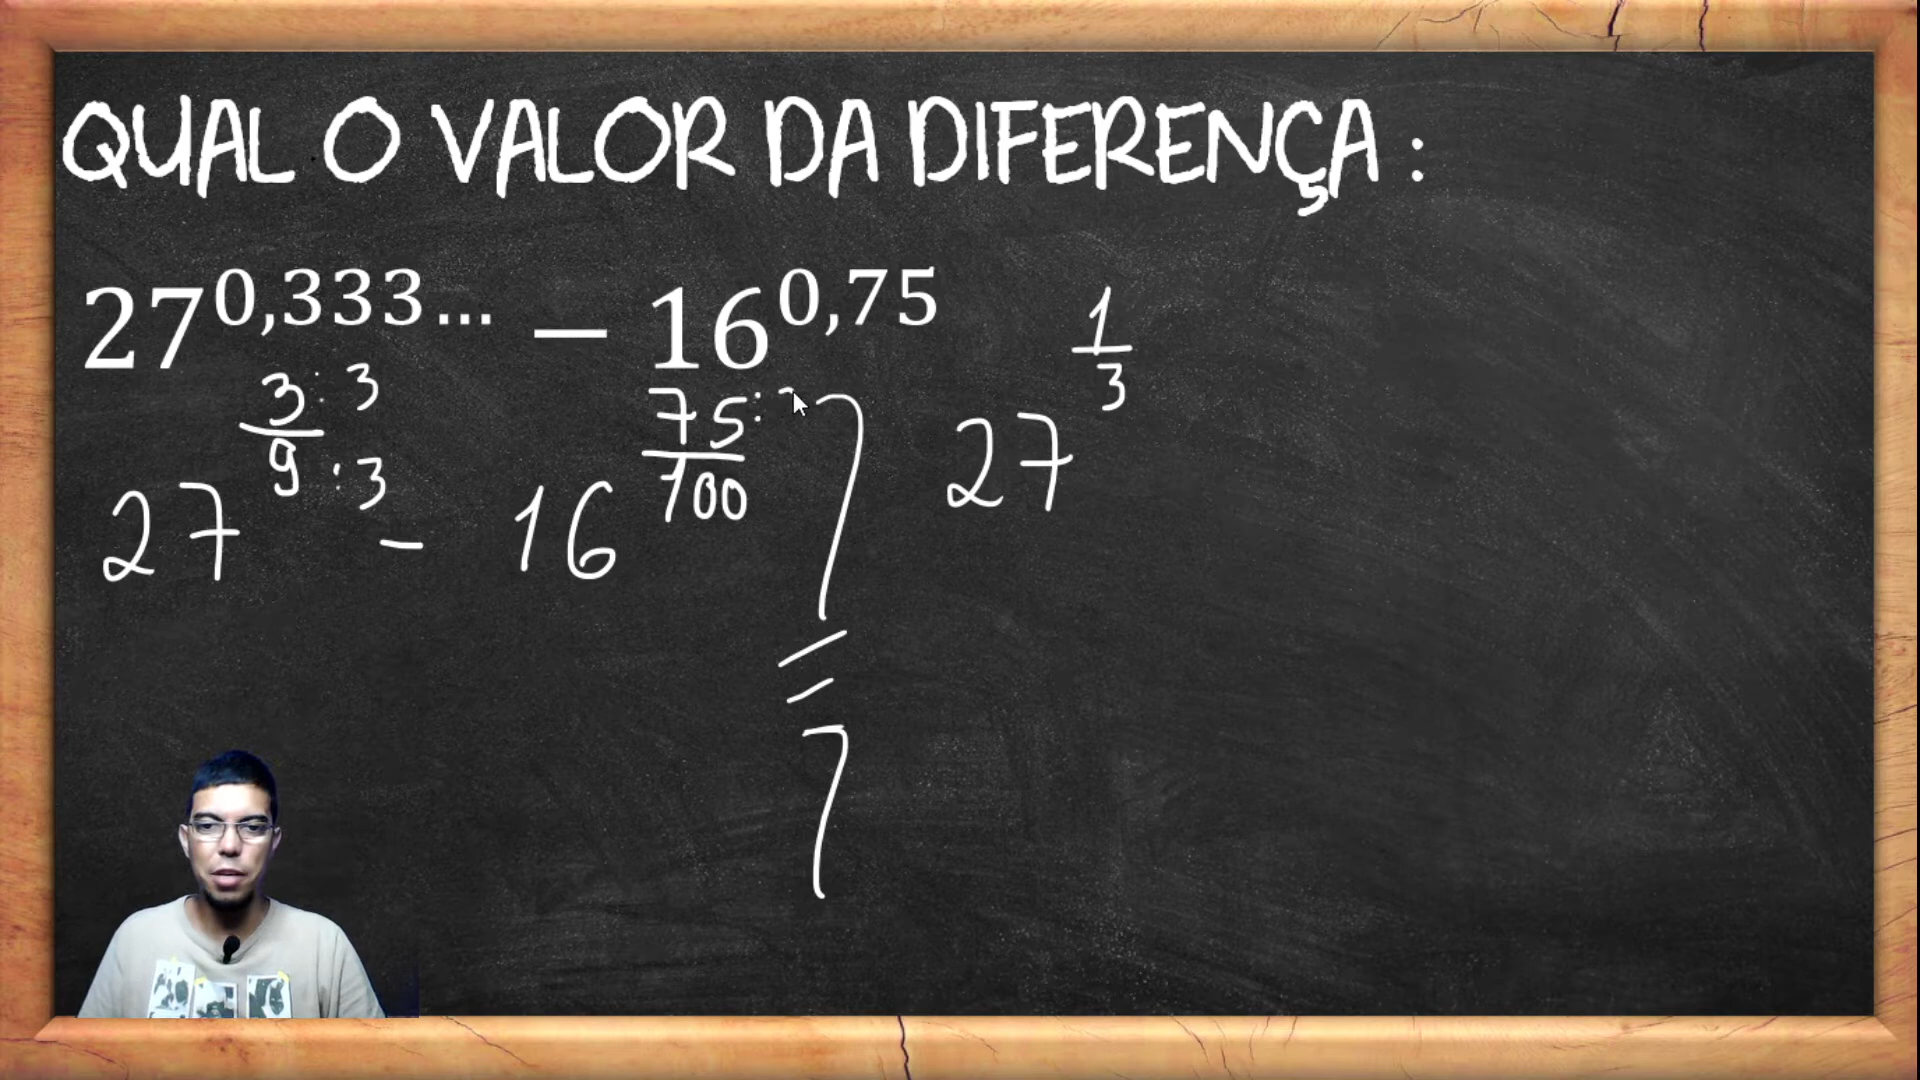 QUAL O VALOR DA DIFERENÇA :
27^0,333... − 16^0,75
27^3/9 :3 :3 − 16^75/100 :
27^1/3